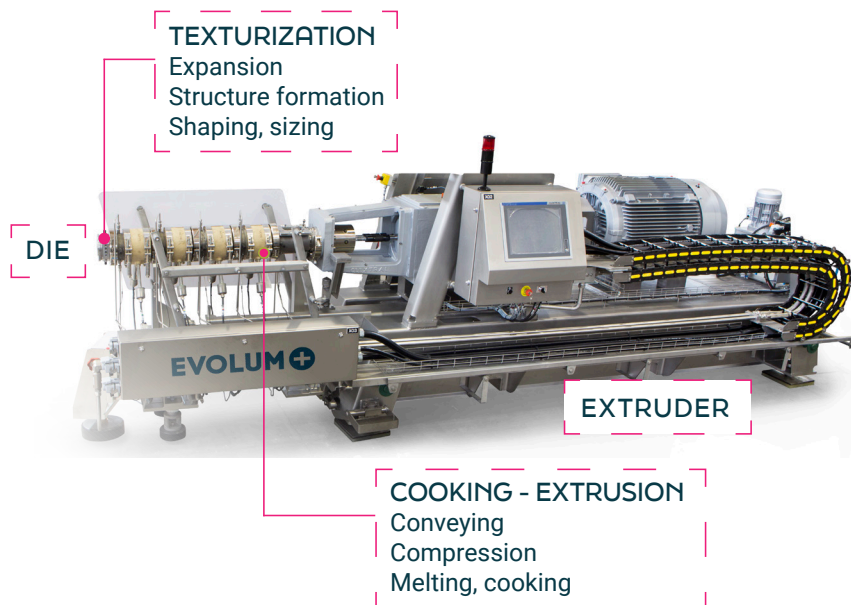 TEXTURIZATION
Expansion
Structure formation
Shaping, sizing
DIE
EVOLUM+
EXTRUDER
COOKING - EXTRUSION
Conveying
Compression
Melting, cooking